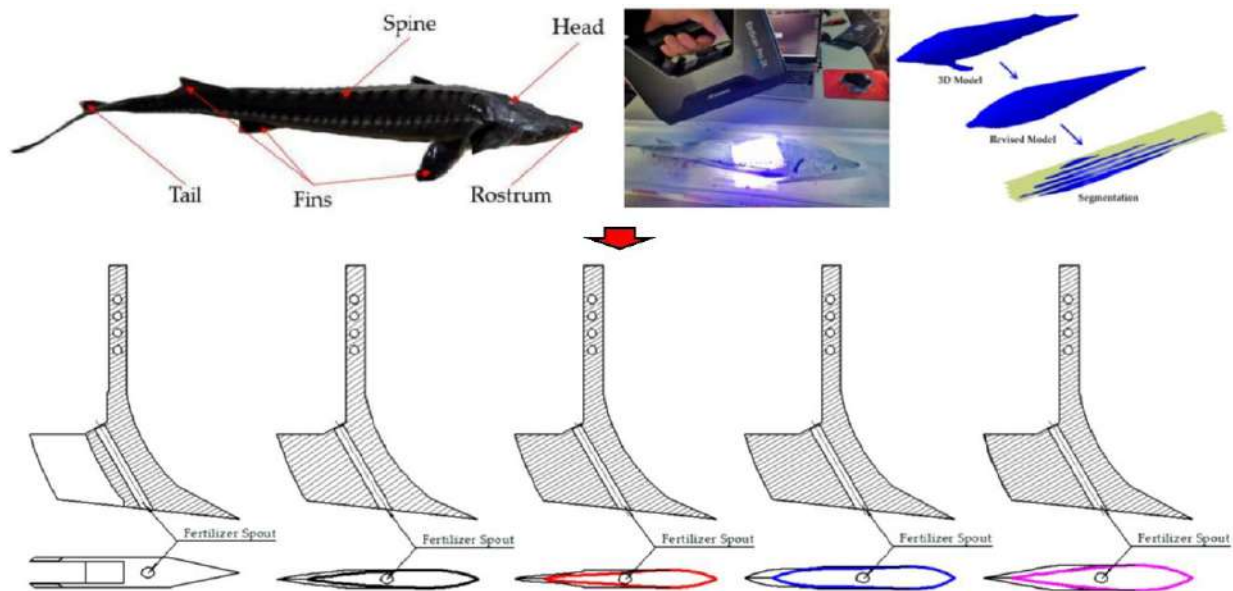 Spine
Head
Tail
Fins
Rostrum
3D Model
Revised Model
Segmentation
Fertilizer Spout
Fertilizer Spout
Fertilizer Spout
Fertilizer Spout
Fertilizer Spout